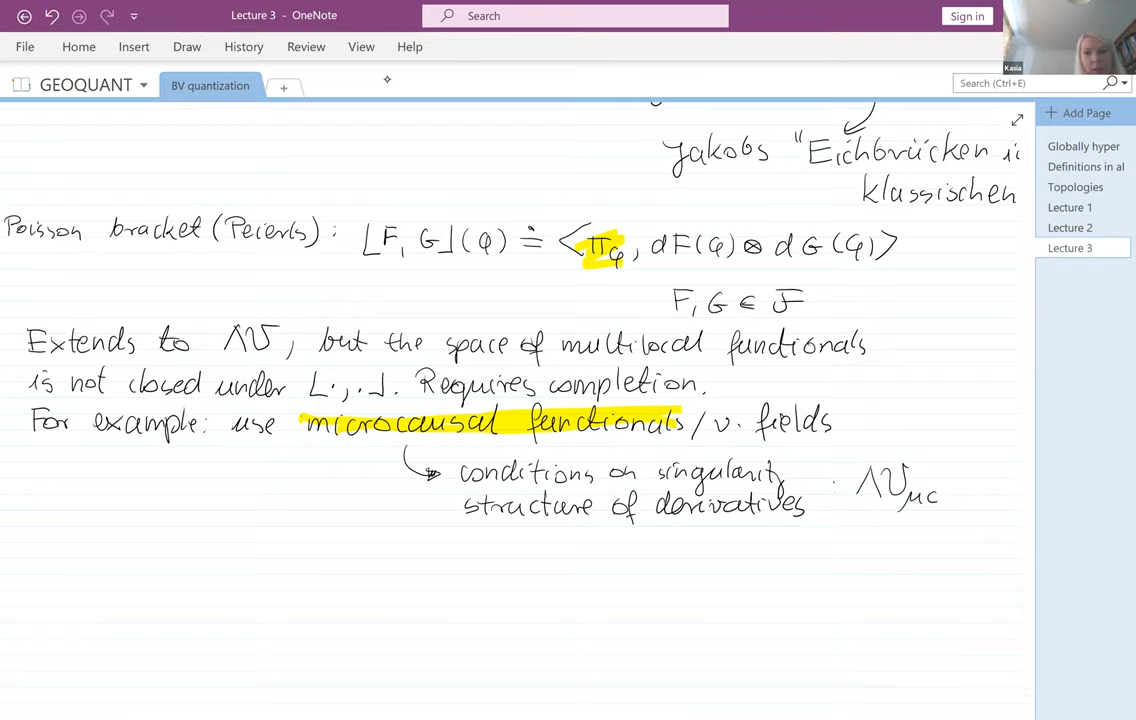 Lecture 3 - OneNote
Search
Sign in
File Home Insert Draw History Review View Help
Kasia
GEOQUANT
BV quantization
Search (Ctrl+E)
Add Page
Globally hyper
Definitions in al
Topologies
Lecture 1
Lecture 2
Lecture 3
Jakobs "Eichbrücken i
klassischen
Poisson bracket (Peierls) : ⌊F, G⌋(φ) ≐ ⟨Π_φ, dF(φ) ⊗ dG(φ)⟩
F, G ∈ F
Extends to ΛV, but the space of multilocal functionals
is not closed under ⌊·,·⌋. Requires completion.
For example: use microcausal functionals / v. fields
conditions on singularity
structure of derivatives : ΛV_μc